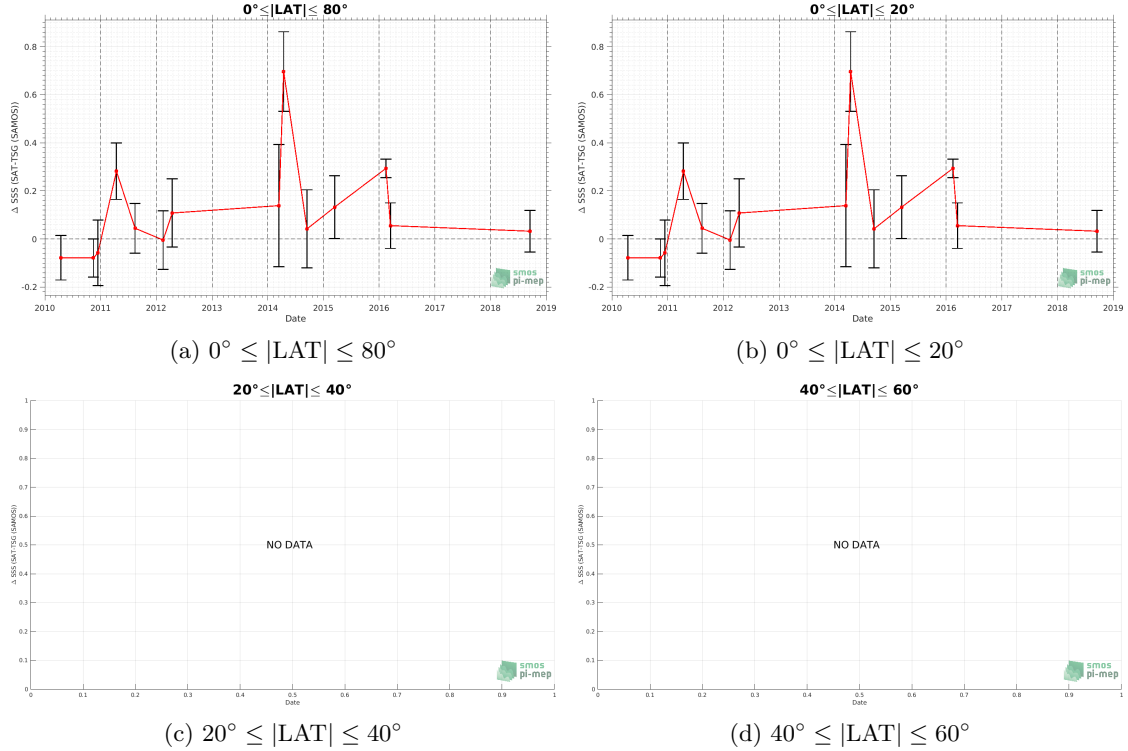 0°≤|LAT|≤ 80°
Δ SSS (SAT-TSG (SAMOS))
0.8
0.6
0.4
0.2
0
-0.2
2010 2011 2012 2014 2015 2016 2018 2019
Date
smos
pi-mep
(a) 0° ≤ |LAT| ≤ 80°
0°≤|LAT|≤ 20°
Δ SSS (SAT-TSG (SAMOS))
0.8
0.6
0.4
0.2
0
-0.2
2010 2011 2012 2014 2015 2016 2018 2019
Date
smos
pi-mep
(b) 0° ≤ |LAT| ≤ 20°
20°≤|LAT|≤ 40°
Δ SSS (SAT-TSG (SAMOS))
1
0.9
0.8
0.7
0.6
0.5
0.4
0.3
0.2
0.1
0
NO DATA
0 0.1 0.2 0.3 0.4 0.5 0.6 0.7 0.8 0.9 1
Date
smos
pi-mep
(c) 20° ≤ |LAT| ≤ 40°
40°≤|LAT|≤ 60°
Δ SSS (SAT-TSG (SAMOS))
1
0.9
0.8
0.7
0.6
0.5
0.4
0.3
0.2
0.1
0
NO DATA
0 0.1 0.2 0.3 0.4 0.5 0.6 0.7 0.8 0.9 1
Date
smos
pi-mep
(d) 40° ≤ |LAT| ≤ 60°